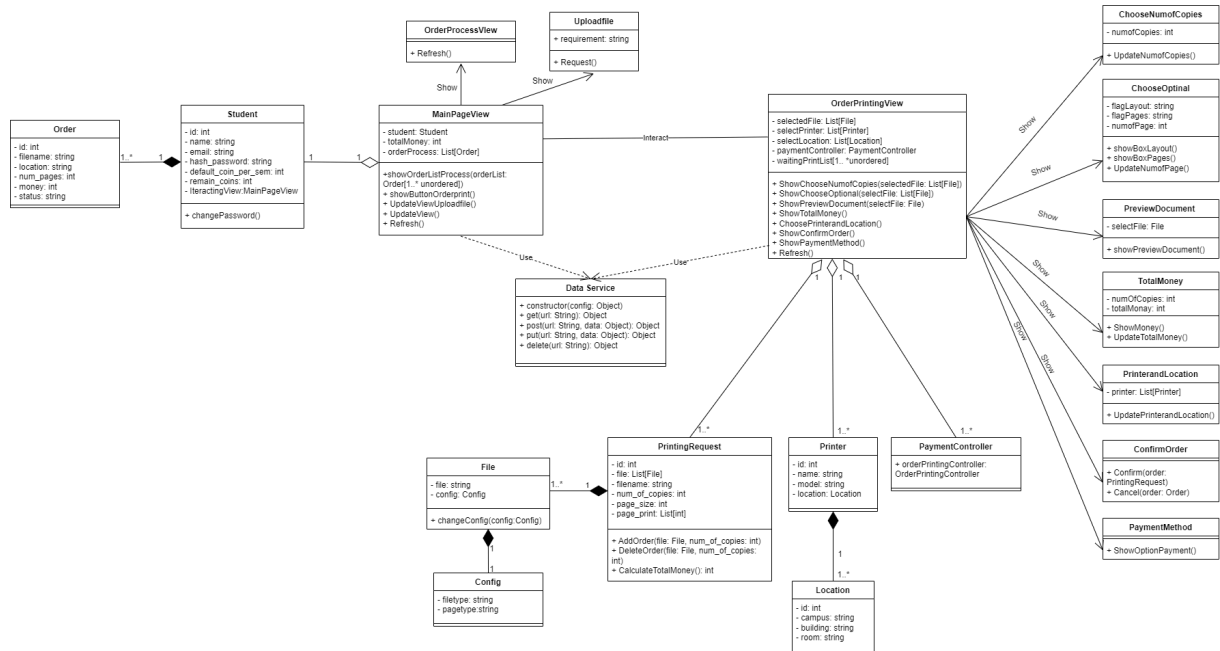 OrderProcessView
+ Refresh()
Uploadfile
+ requirement: string
+ Request()
Show
Show
Order
- id: int
- filename: string
- location: string
- num_pages: int
- money: int
- status: string
1..*
1
Student
- id: int
- name: string
- email: string
- hash_password: string
- default_coin_per_sem: int
- remain_coins: int
- IteractingView:MainPageView
+ changePassword()
1
1
MainPageView
- student: Student
- totalMoney: int
- orderProcess: List[Order]
+showOrderListProcess(orderList:
Order[1..* unordered])
+ showButtonOrderprint()
+ UpdateViewUploadfile()
+ UpdateView()
+ Refresh()
Interact
OrderPrintingView
- selectedFile: List[File]
- selectPrinter: List[Printer]
- selectLocation: List[Location]
- paymentController: PaymentController
- waitingPrintList[1.. *unordered]
+ ShowChooseNumofCopies(selectedFile: List[File])
+ ShowChooseOptional(selectFile: List[File])
+ ShowPreviewDocument(selectFile: File)
+ ShowTotalMoney()
+ ChoosePrinterandLocation()
+ ShowConfirmOrder()
+ ShowPaymentMethod()
+ Refresh()
Use
Use
Data Service
+ constructor(config: Object)
+ get(url: String): Object
+ post(url: String, data: Object): Object
+ put(url: String, data: Object): Object
+ delete(url: String): Object
1
1
1
1..*
1..*
1..*
PrintingRequest
- id: int
- file: List[File]
- filename: string
- num_of_copies: int
- page_size: int
- page_print: List[int]
+ AddOrder(file: File, num_of_copies: int)
+ DeleteOrder(file: File, num_of_copies:
int)
+ CalculateTotalMoney(): int
Printer
- id: int
- name: string
- model: string
- location: Location
PaymentController
+ orderPrintingController:
OrderPrintingController
File
- file: string
- config: Config
+ changeConfig(config:Config)
1..*
1
1
1
Config
- filetype: string
- pagetype:string
1
1..*
Location
- id: int
- campus: string
- building: string
- room: string
Show
Show
Show
Show
Show
Show
Show
ChooseNumofCopies
- numofCopies: int
+ UpdateNumofCopies()
ChooseOptinal
- flagLayout: string
- flagPages: string
- numofPage: int
+ showBoxLayout()
+ showBoxPages()
+ UpdateNumofPage()
PreviewDocument
- selectFile: File
+ showPreviewDocument()
TotalMoney
- numOfCopies: int
- totalMonay: int
+ ShowMoney()
+ UpdateTotalMoney()
PrinterandLocation
- printer: List[Printer]
+ UpdatePrinterandLocation()
ConfirmOrder
+ Confirm(order:
PrintingRequest)
+ Cancel(order: Order)
PaymentMethod
+ ShowOptionPayment()